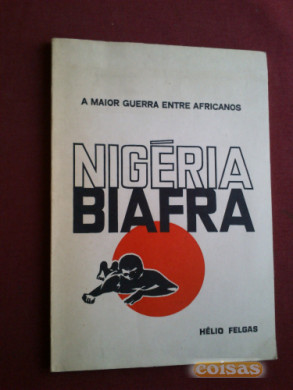 A MAIOR GUERRA ENTRE AFRICANOS
NIGÉRIA
BIAFRA
HÉLIO FELGAS
coisas